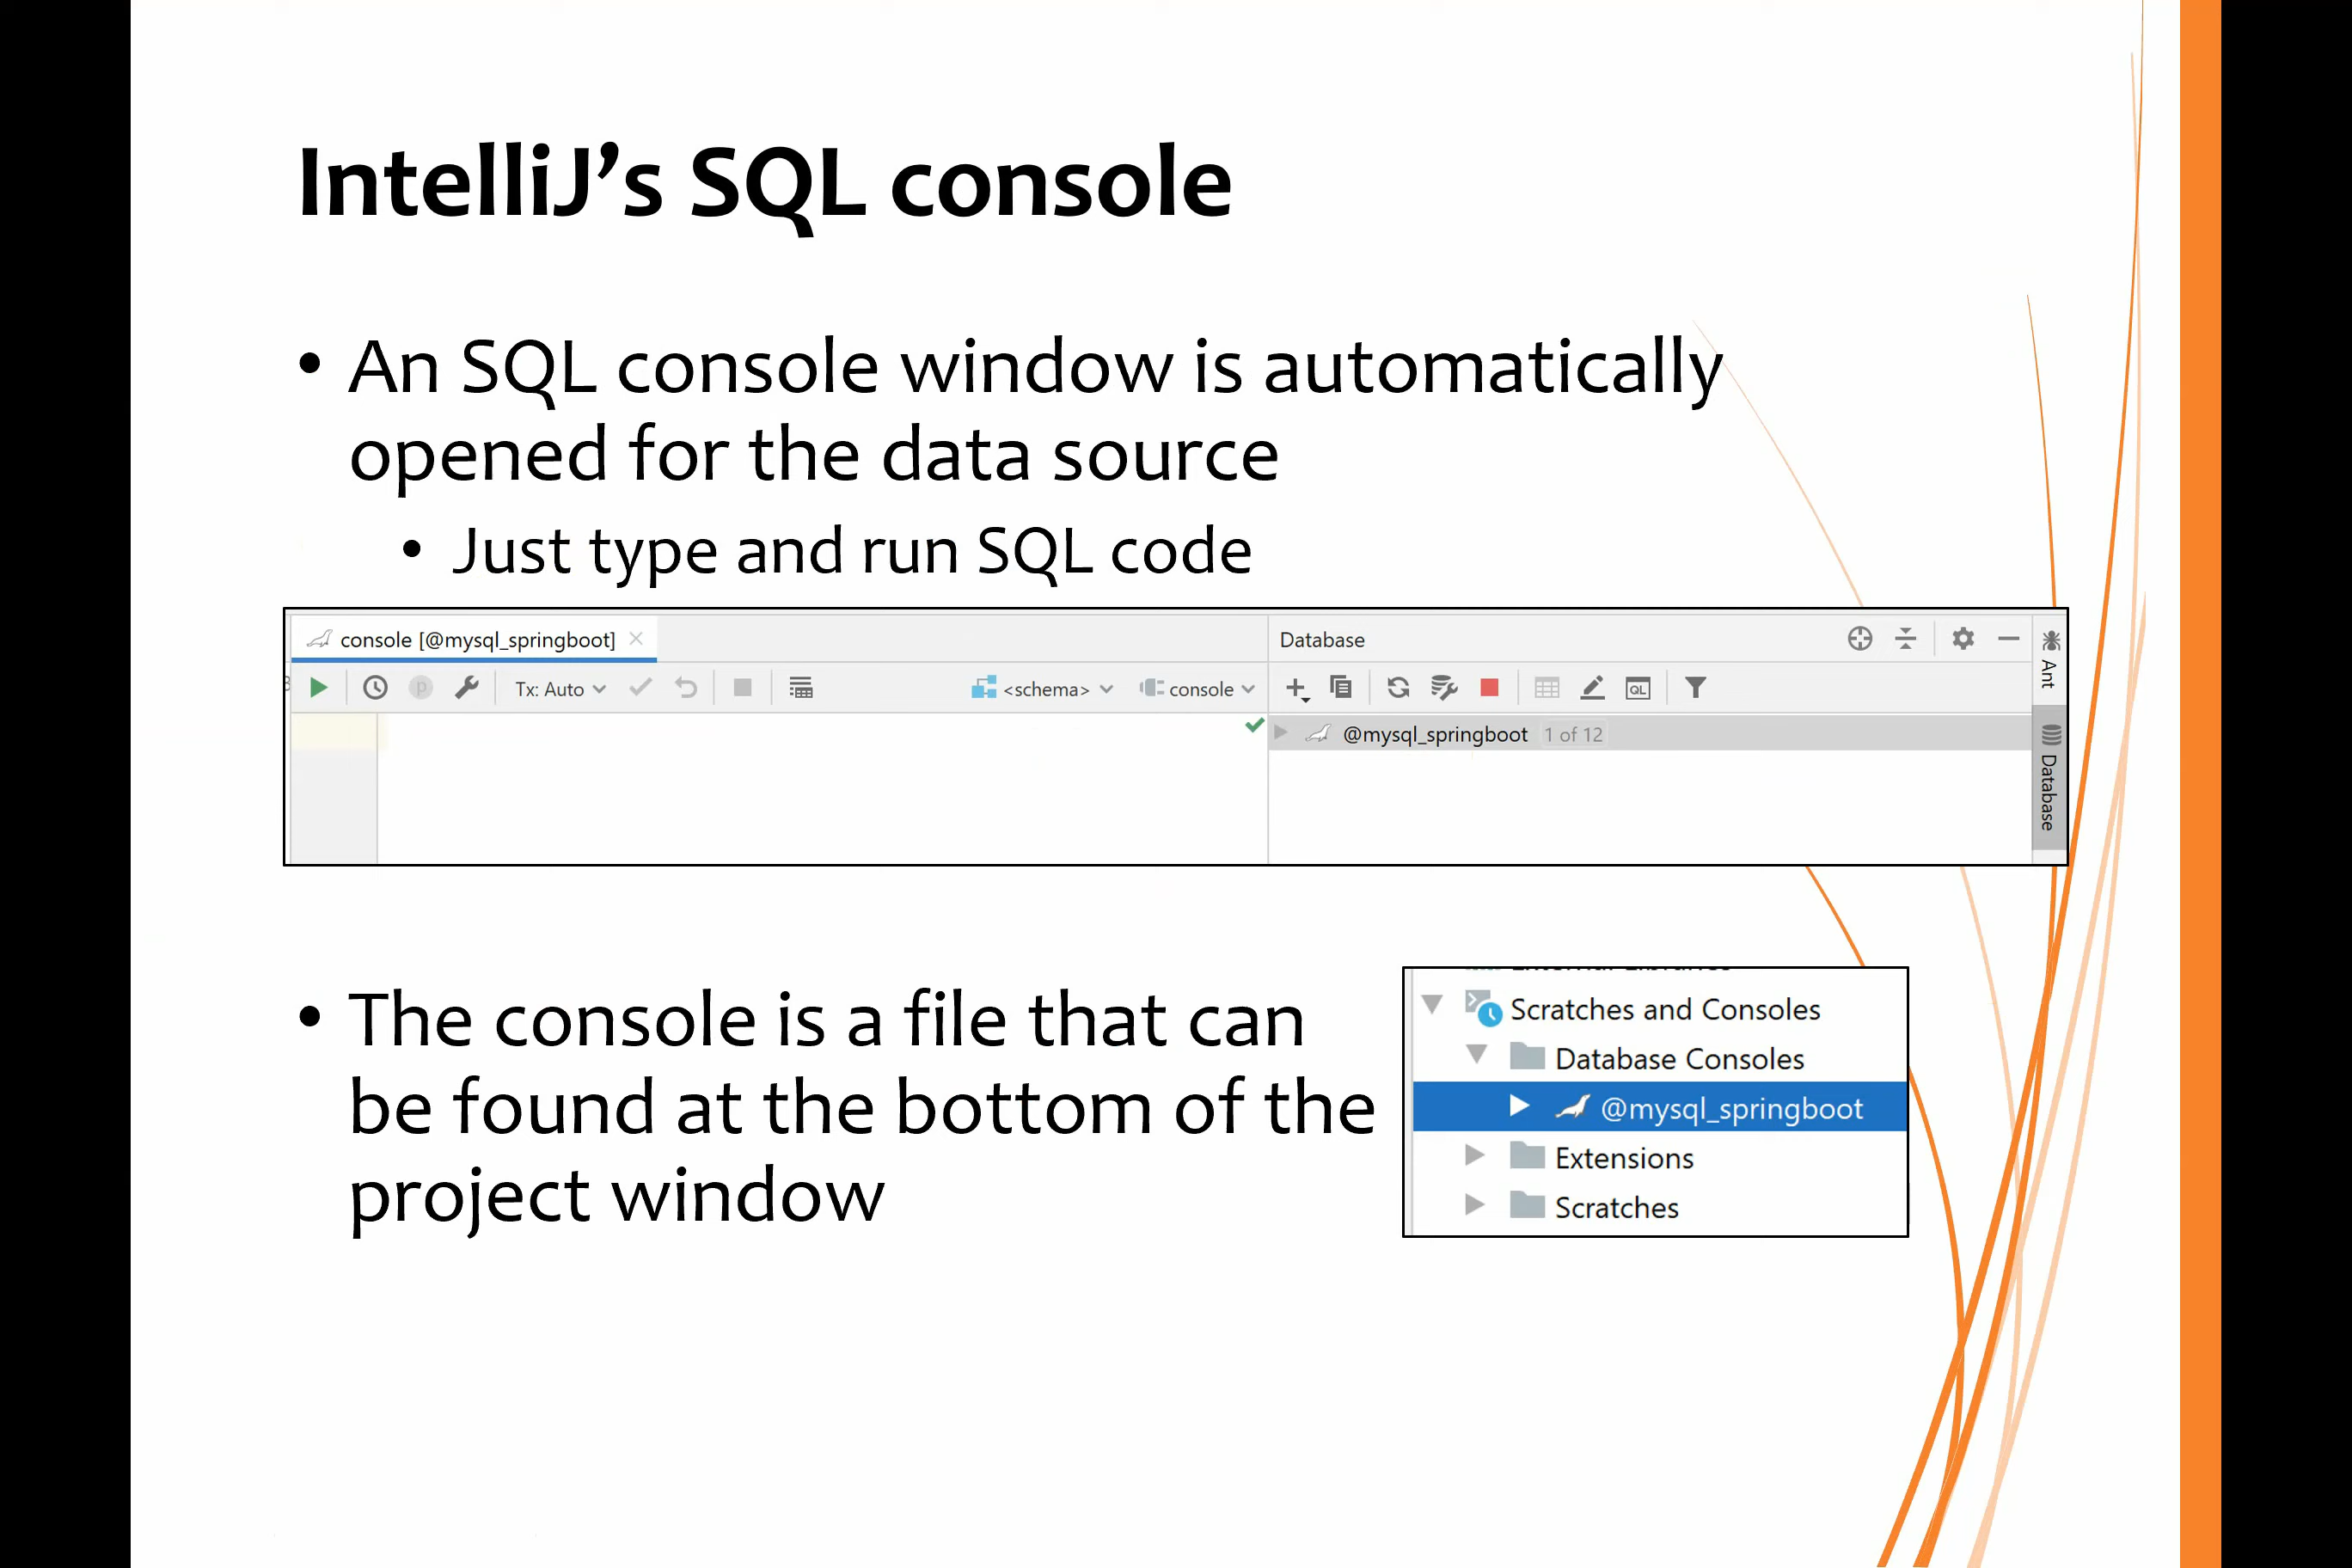 IntelliJ’s SQL console
• An SQL console window is automatically
opened for the data source
• Just type and run SQL code
console [@mysql_springboot]
Database
Tx: Auto
<schema>
console
@mysql_springboot 1 of 12
Ant
Database
• The console is a file that can
be found at the bottom of the
project window
Scratches and Consoles
Database Consoles
@mysql_springboot
Extensions
Scratches